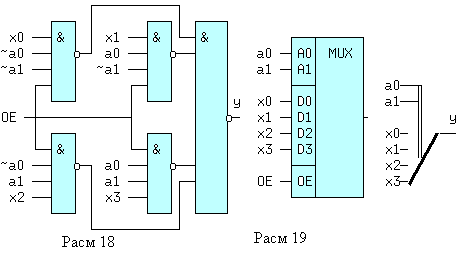 x0 & x1 & &
~a0 a0
~a1 ~a1
OE
& &
~a0 a0
a1 a1
x2 x3
y
Расм 18
a0 A0 MUX
a1 A1
x0 D0
x1 D1
x2 D2
x3 D3
OE OE
Расм 19
a0
a1
x0
x1
x2
x3
y